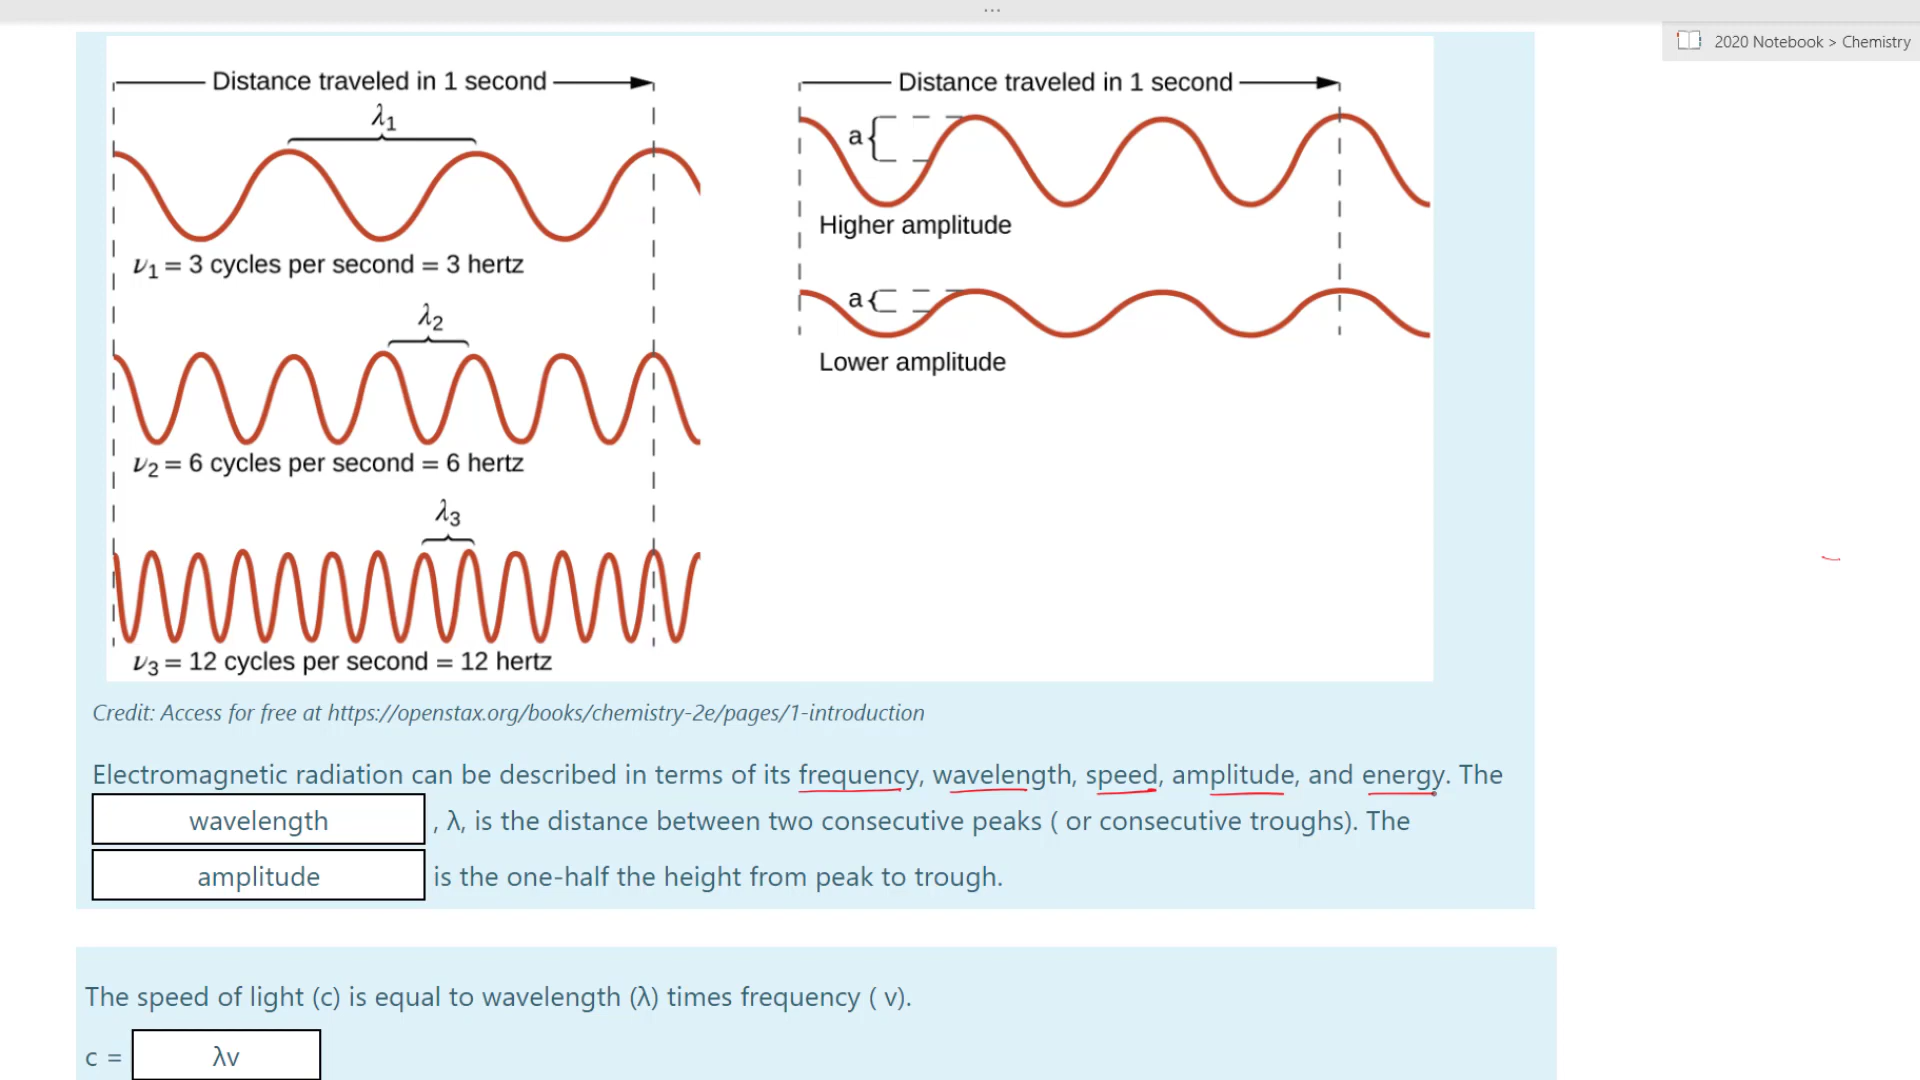 ...
2020 Notebook > Chemistry
Distance traveled in 1 second
λ1
ν1 = 3 cycles per second = 3 hertz
λ2
ν2 = 6 cycles per second = 6 hertz
λ3
ν3 = 12 cycles per second = 12 hertz
Distance traveled in 1 second
a
Higher amplitude
a
Lower amplitude
Credit: Access for free at https://openstax.org/books/chemistry-2e/pages/1-introduction
Electromagnetic radiation can be described in terms of its frequency, wavelength, speed, amplitude, and energy. The
wavelength , λ, is the distance between two consecutive peaks ( or consecutive troughs). The
amplitude is the one-half the height from peak to trough.
The speed of light (c) is equal to wavelength (λ) times frequency ( v).
c = λv